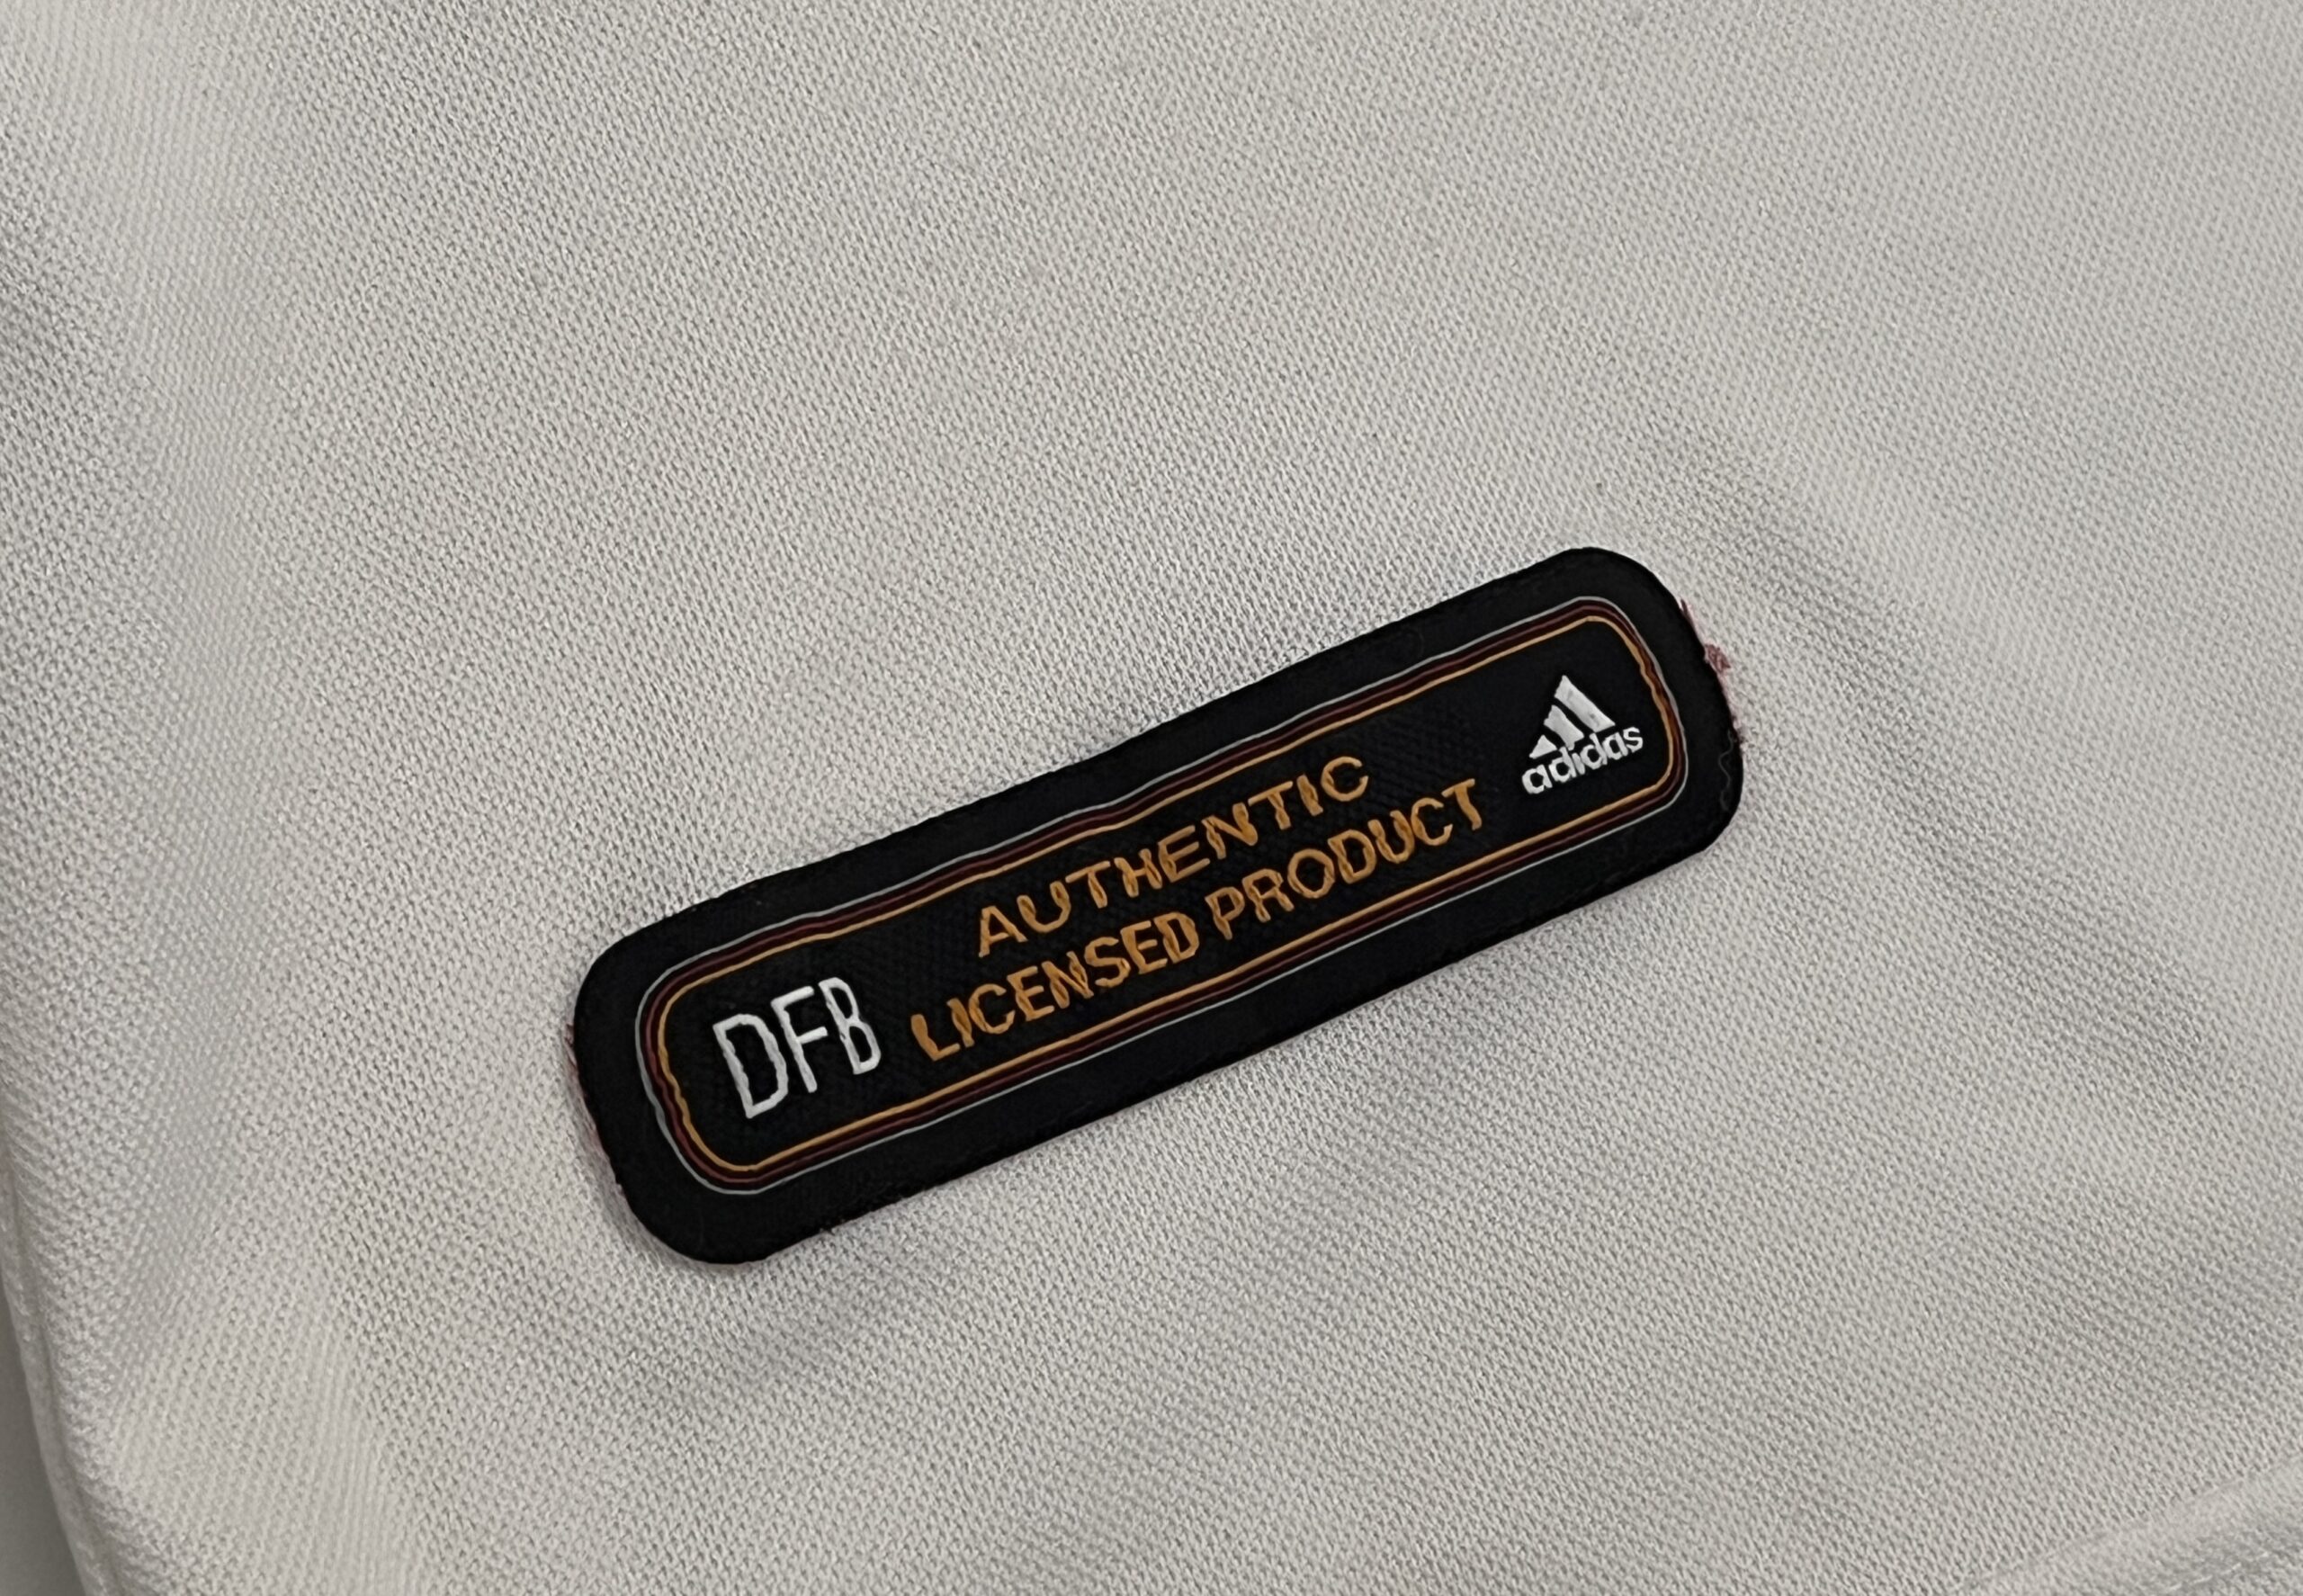 DFB
AUTHENTIC
LICENSED PRODUCT
adidas